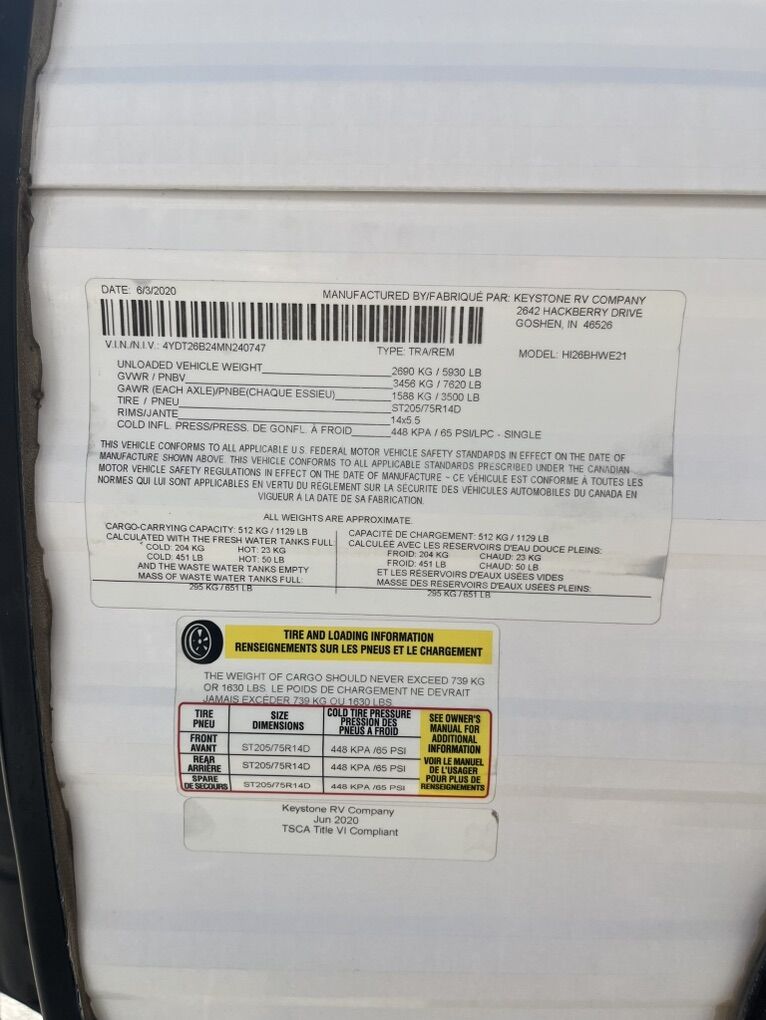 DATE: 6/3/2020
MANUFACTURED BY/FABRIQUÉ PAR: KEYSTONE RV COMPANY
2642 HACKBERRY DRIVE
GOSHEN, IN 46526
V.I.N./N.I.V.: 4YDT26B24MN240747
TYPE: TRA/REM
MODEL: HI26BHWE21
UNLOADED VEHICLE WEIGHT 2690 KG / 5930 LB
GVWR / PNBV 3456 KG / 7620 LB
GAWR (EACH AXLE)/PNBE(CHAQUE ESSIEU) 1588 KG / 3500 LB
TIRE / PNEU ST205/75R14D
RIMS/JANTE 14x5.5
COLD INFL. PRESS/PRESS. DE GONFL. À FROID 448 KPA / 65 PSI/LPC - SINGLE
THIS VEHICLE CONFORMS TO ALL APPLICABLE U.S. FEDERAL MOTOR VEHICLE SAFETY STANDARDS IN EFFECT ON THE DATE OF
MANUFACTURE SHOWN ABOVE. THIS VEHICLE CONFORMS TO ALL APPLICABLE STANDARDS PRESCRIBED UNDER THE CANADIAN
MOTOR VEHICLE SAFETY REGULATIONS IN EFFECT ON THE DATE OF MANUFACTURE ~ CE VÉHICULE EST CONFORME À TOUTES LES
NORMES QUI LUI SONT APPLICABLES EN VERTU DU REGLEMENT SUR LA SÉCURITÉ DES VÉHICULES AUTOMOBILES DU CANADA EN
VIGUEUR À LA DATE DE SA FABRICATION.
ALL WEIGHTS ARE APPROXIMATE.
CARGO-CARRYING CAPACITY: 512 KG / 1129 LB
CALCULATED WITH THE FRESH WATER TANKS FULL:
COLD: 204 KG HOT: 23 KG
COLD: 451 LB HOT: 50 LB
AND THE WASTE WATER TANKS EMPTY
MASS OF WASTE WATER TANKS FULL:
295 KG / 651 LB
CAPACITÉ DE CHARGEMENT: 512 KG / 1129 LB
CALCULÉE AVEC LES RÉSERVOIRS D'EAU DOUCE PLEINS:
FROID: 204 KG CHAUD: 23 KG
FROID: 451 LB CHAUD: 50 LB
ET LES RÉSERVOIRS D'EAUX USÉES VIDES
MASSE DES RÉSERVOIRS D'EAUX USÉES PLEINS:
295 KG / 651 LB
TIRE AND LOADING INFORMATION
RENSEIGNEMENTS SUR LES PNEUS ET LE CHARGEMENT
THE WEIGHT OF CARGO SHOULD NEVER EXCEED 739 KG
OR 1630 LBS. LE POIDS DE CHARGEMENT NE DEVRAIT
JAMAIS EXCÉDER 739 KG OU 1630 LBS
TIRE
PNEU
SIZE
DIMENSIONS
COLD TIRE PRESSURE
PRESSION DES
PNEUS A FROID
FRONT
AVANT
ST205/75R14D
448 KPA /65 PSI
REAR
ARRIÈRE
ST205/75R14D
448 KPA /65 PSI
SPARE
DE SECOURS
ST205/75R14D
448 KPA /65 PSI
SEE OWNER'S
MANUAL FOR
ADDITIONAL
INFORMATION
VOIR LE MANUEL
DE L'USAGER
POUR PLUS DE
RENSEIGNEMENTS
Keystone RV Company
Jun 2020
TSCA Title VI Compliant